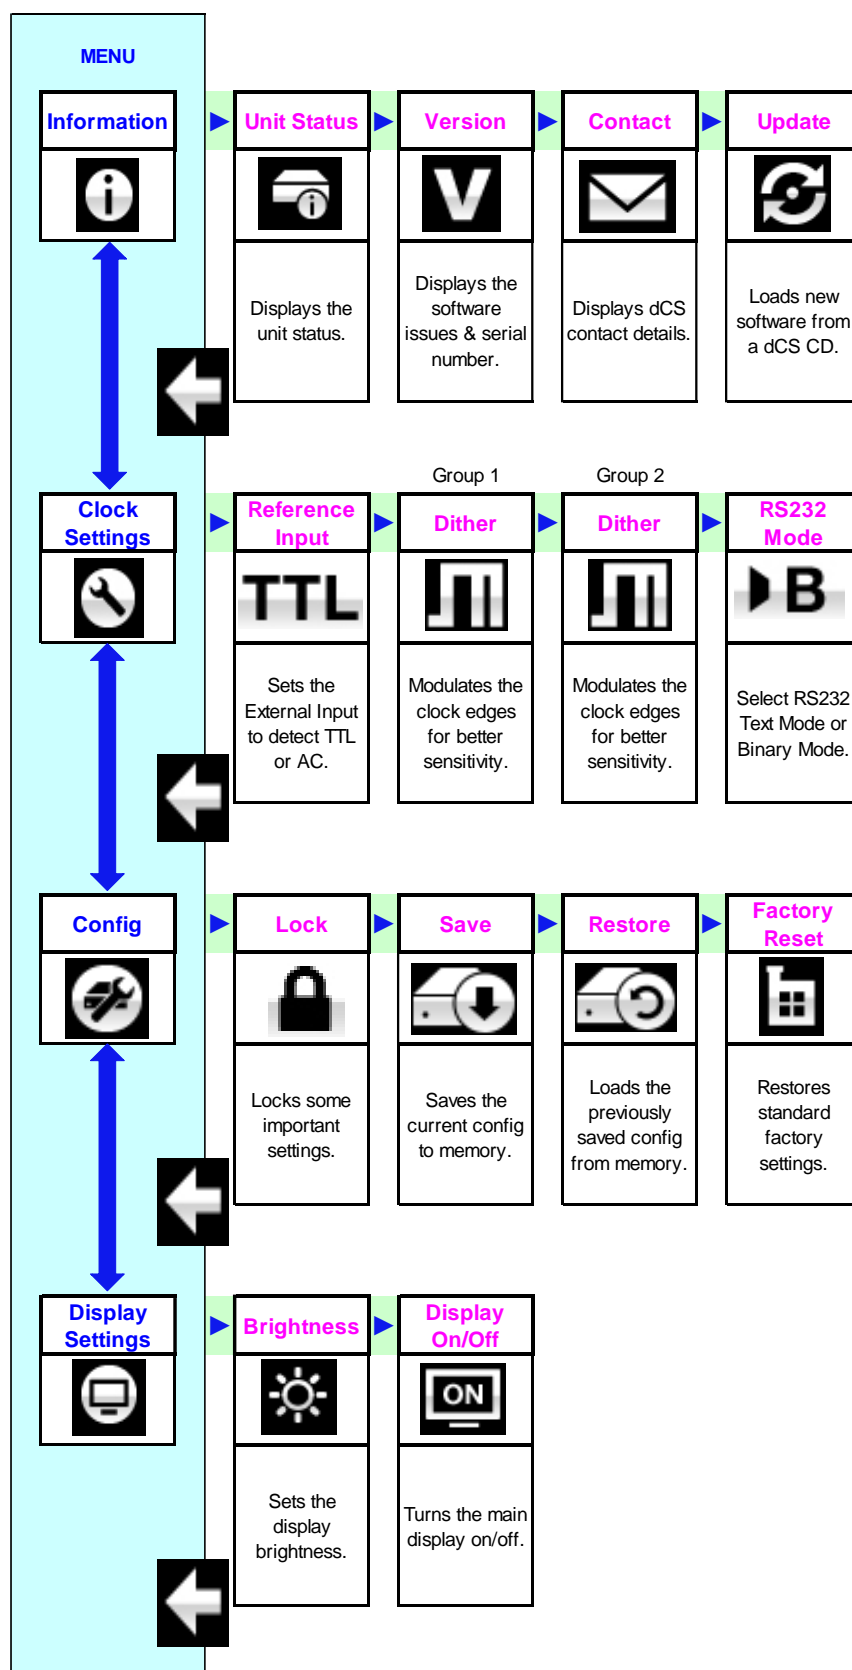 MENU
Information
Unit Status
Version
Contact
Update
V
Displays the
unit status.
Displays the
software
issues & serial
number.
Displays dCS
contact details.
Loads new
software from
a dCS CD.
Group 1
Group 2
Clock
Settings
Reference
Input
Dither
Dither
RS232
Mode
TTL
B
Sets the
External Input
to detect TTL
or AC.
Modulates the
clock edges
for better
sensitivity.
Modulates the
clock edges
for better
sensitivity.
Select RS232
Text Mode or
Binary Mode.
Config
Lock
Save
Restore
Factory
Reset
Locks some
important
settings.
Saves the
current config
to memory.
Loads the
previously
saved config
from memory.
Restores
standard
factory
settings.
Display
Settings
Brightness
Display
On/Off
ON
Sets the
display
brightness.
Turns the main
display on/off.